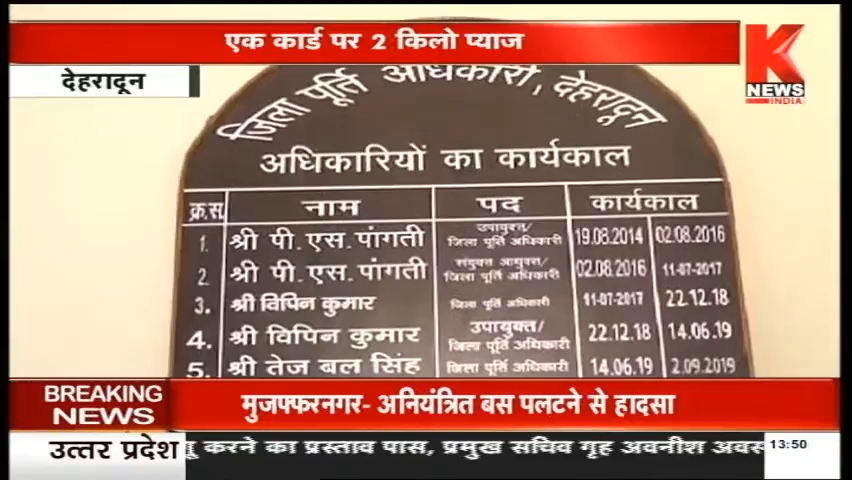 एक कार्ड पर 2 किलो प्याज
K NEWS INDIA
देहरादून
जिला पूर्ति अधिकारी, देहरादून
अधिकारियों का कार्यकाल
क्र.स. नाम पद कार्यकाल
1. श्री पी. एस. पांगती उपायुक्त/ जिला पूर्ति अधिकारी 19.08.2014 02.08.2016
2. श्री पी. एस. पांगती संयुक्त आयुक्त/ जिला पूर्ति अधिकारी 02.08.2016 11-07-2017
3. श्री विपिन कुमार जिला पूर्ति अधिकारी 11-07-2017 22.12.18
4. श्री विपिन कुमार उपायुक्त/ जिला पूर्ति अधिकारी 22.12.18 14.06.19
5. श्री तेज बल सिंह जिला पूर्ति अधिकारी 14.06.19 2.09.2019
BREAKING NEWS
मुजफ्फरनगर- अनियंत्रित बस पलटने से हादसा
उत्तर प्रदेश
करने का प्रस्ताव पास, प्रमुख सचिव गृह अवनीश
13:50